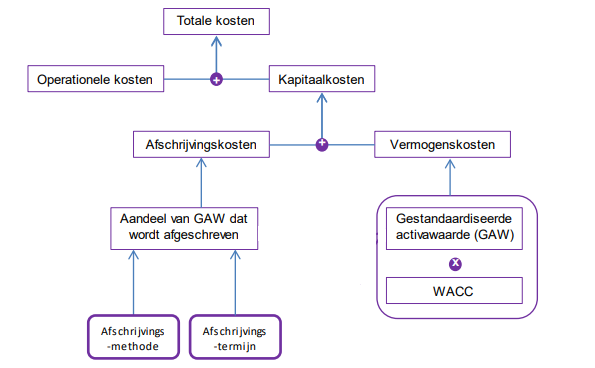 Totale kosten
Operationele kosten
+
Kapitaalkosten
Afschrijvingskosten
+
Vermogenskosten
Aandeel van GAW dat
wordt afgeschreven
Gestandaardiseerde
activawaarde (GAW)
x
WACC
Afschrijvings
-methode
Afschrijvings
-termijn